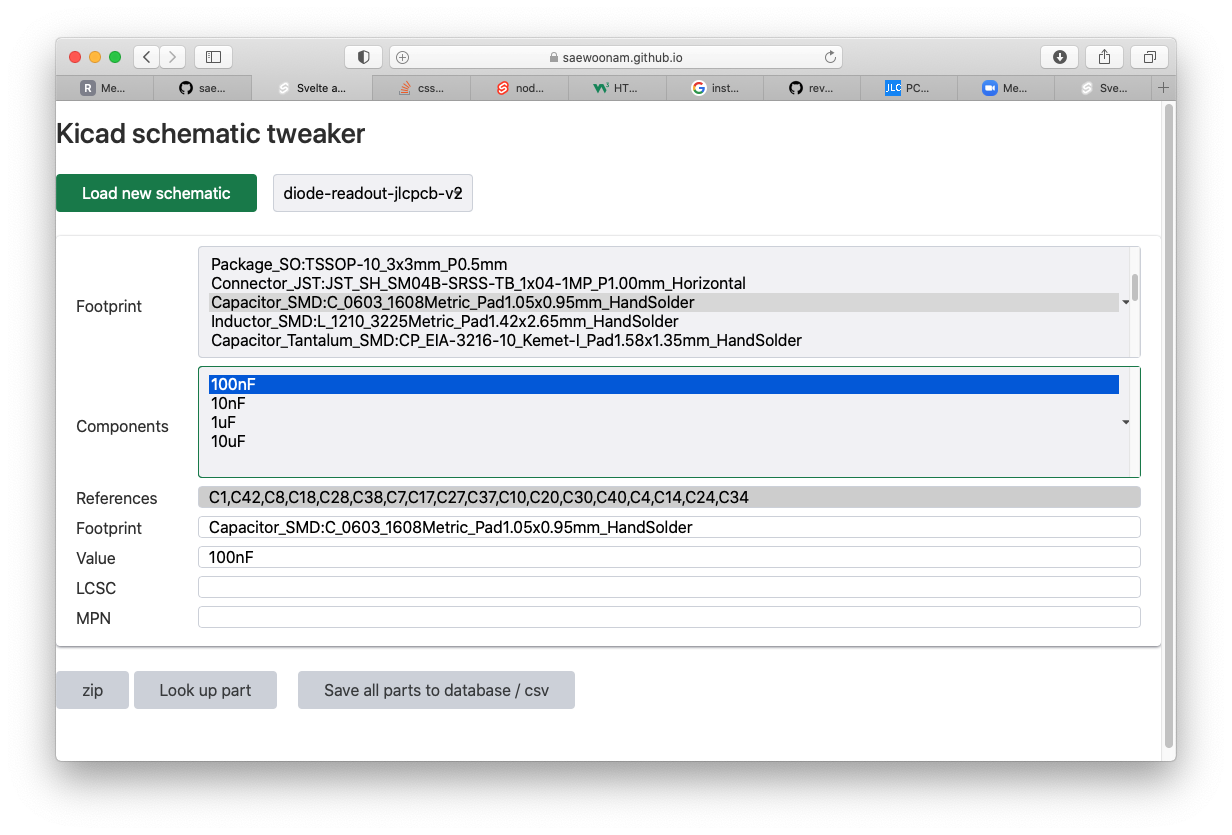 saewoonam.github.io
R Me...
sae...
Svelte a...
css...
nod...
W3 HT...
G inst...
rev...
JLC PC...
Me...
Sve...
Kicad schematic tweaker
Load new schematic
diode-readout-jlcpcb-v2
Footprint
Package_SO:TSSOP-10_3x3mm_P0.5mm
Connector_JST:JST_SH_SM04B-SRSS-TB_1x04-1MP_P1.00mm_Horizontal
Capacitor_SMD:C_0603_1608Metric_Pad1.05x0.95mm_HandSolder
Inductor_SMD:L_1210_3225Metric_Pad1.42x2.65mm_HandSolder
Capacitor_Tantalum_SMD:CP_EIA-3216-10_Kemet-I_Pad1.58x1.35mm_HandSolder
Components
100nF
10nF
1uF
10uF
References C1,C42,C8,C18,C28,C38,C7,C17,C27,C37,C10,C20,C30,C40,C4,C14,C24,C34
Footprint Capacitor_SMD:C_0603_1608Metric_Pad1.05x0.95mm_HandSolder
Value 100nF
LCSC
MPN
zip Look up part Save all parts to database / csv